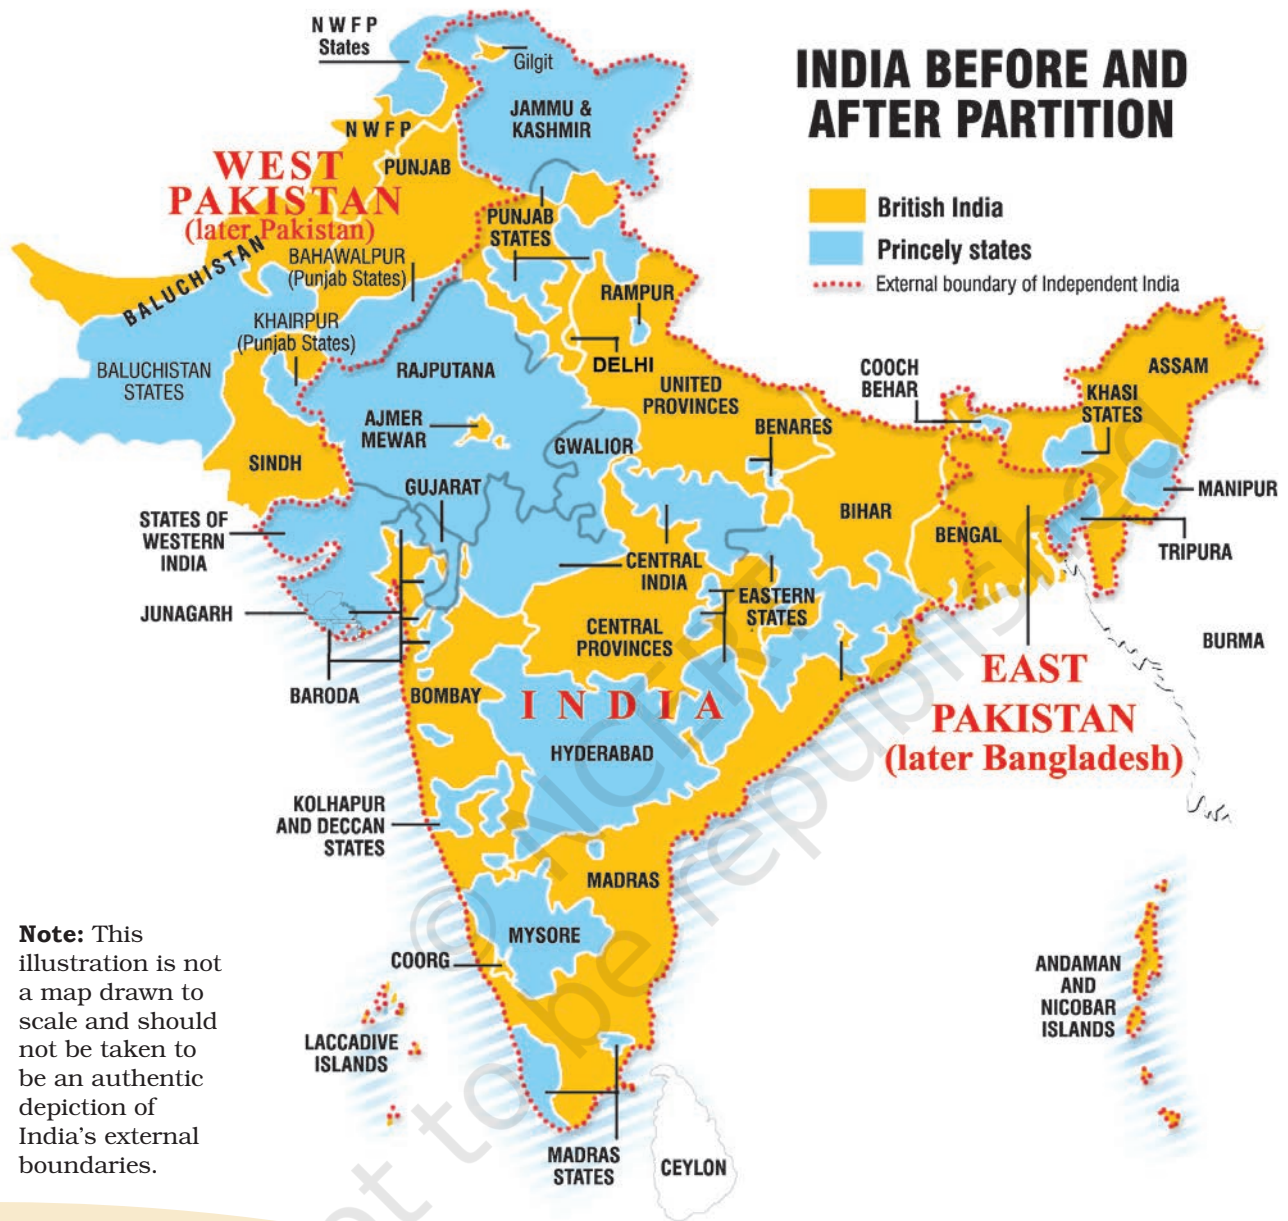 INDIA BEFORE AND
AFTER PARTITION
British India
Princely states
External boundary of Independent India
N W F P
States
Gilgit
JAMMU &
KASHMIR
N W F P
PUNJAB
WEST
PAKISTAN
(later Pakistan)
PUNJAB
STATES
BALUCHISTAN
BAHAWALPUR
(Punjab States)
RAMPUR
KHAIRPUR
(Punjab States)
DELHI
BALUCHISTAN
STATES
RAJPUTANA
UNITED
PROVINCES
COOCH
BEHAR
ASSAM
KHASI
STATES
AJMER
MEWAR
GWALIOR
BENARES
SINDH
GUJARAT
MANIPUR
BIHAR
STATES OF
WESTERN
INDIA
BENGAL
TRIPURA
CENTRAL
INDIA
JUNAGARH
EASTERN
STATES
CENTRAL
PROVINCES
BURMA
EAST
PAKISTAN
(later Bangladesh)
BARODA
BOMBAY
INDIA
HYDERABAD
KOLHAPUR
AND DECCAN
STATES
MADRAS
MYSORE
COORG
Note: This
illustration is not
a map drawn to
scale and should
not be taken to
be an authentic
depiction of
India's external
boundaries.
LACCADIVE
ISLANDS
ANDAMAN
AND
NICOBAR
ISLANDS
MADRAS
STATES
CEYLON
© NCERT
not to be republished